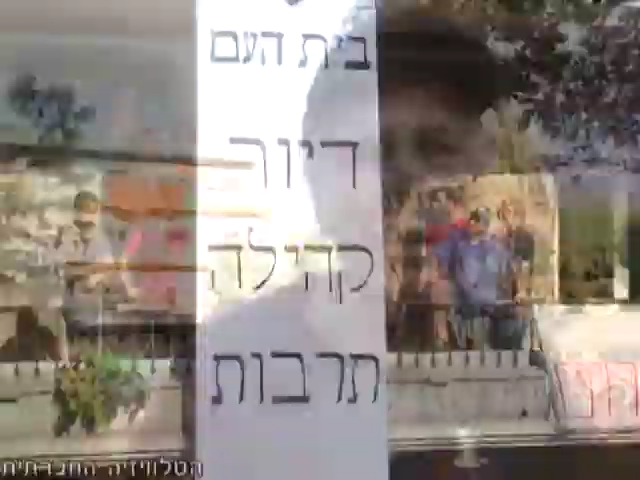 בית העם
דיור
קהילה
תרבות
הטלוויזיה החברתית